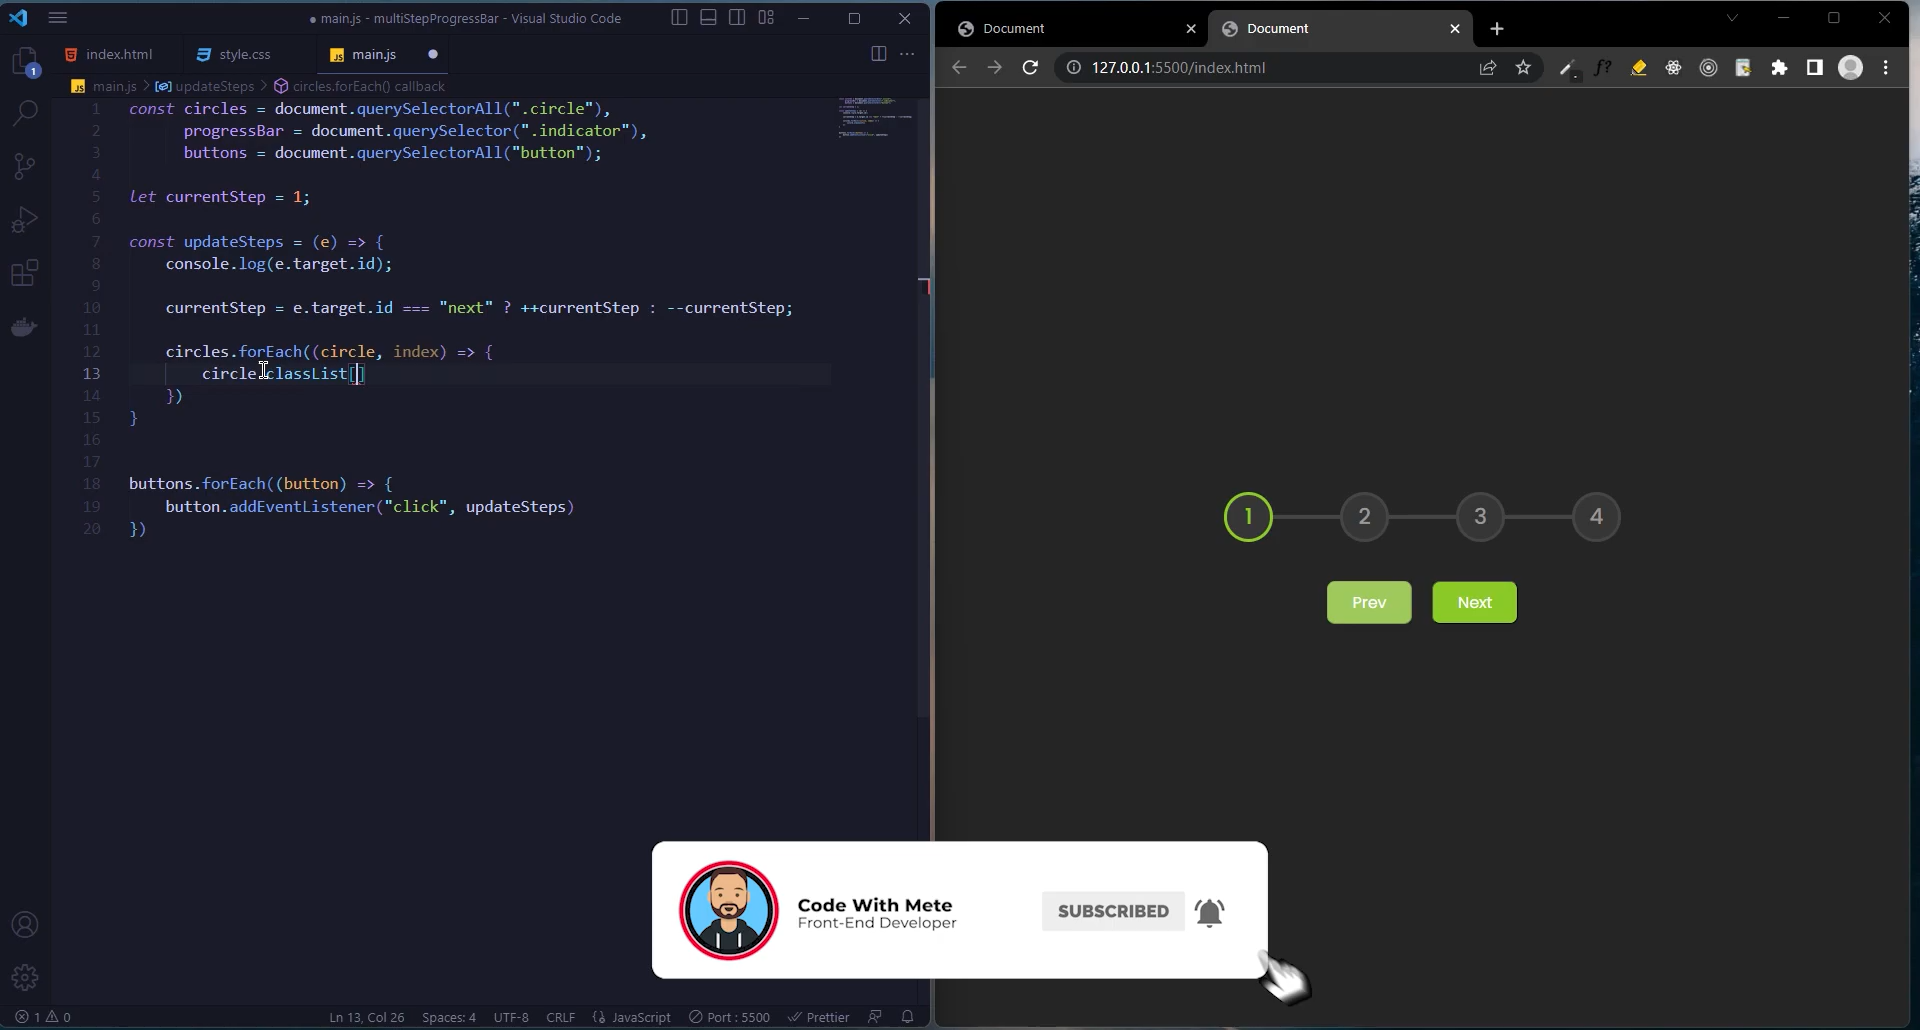 main.js - multiStepProgressBar - Visual Studio Code
index.html
style.css
JS main.js
1
JS main.js > updateSteps > circles.forEach() callback
1 const circles = document.querySelectorAll(".circle"),
2 progressBar = document.querySelector(".indicator"),
3 buttons = document.querySelectorAll("button");
4
5 let currentStep = 1;
6
7 const updateSteps = (e) => {
8 console.log(e.target.id);
9
10 currentStep = e.target.id === "next" ? ++currentStep : --currentStep;
11
12 circles.forEach((circle, index) => {
13 circle.classList[]
14 })
15 }
16
17
18 buttons.forEach((button) => {
19 button.addEventListener("click", updateSteps)
20 })
1 0
Ln 13, Col 26
Spaces: 4
UTF-8
CRLF
{} JavaScript
Port : 5500
Prettier
Document
Document
127.0.0.1:5500/index.html
f?
1
2
3
4
Prev
Next
Code With Mete
Front-End Developer
SUBSCRIBED